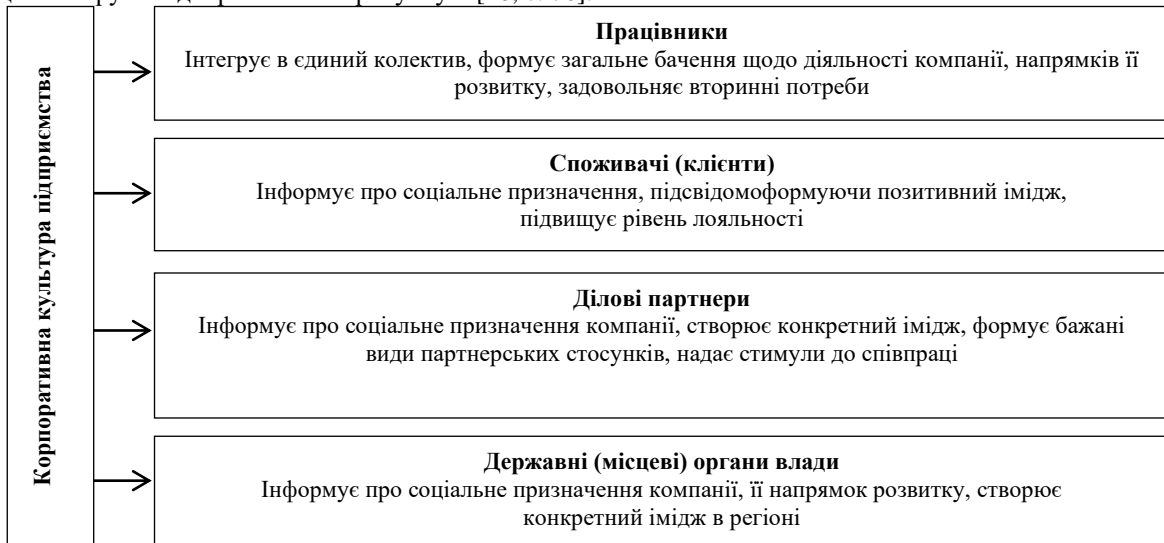 Корпоративна культура підприємства
Працівники
Інтегрує в єдиний колектив, формує загальне бачення щодо діяльності компанії, напрямків її
розвитку, задовольняє вторинні потреби
Споживачі (клієнти)
Інформує про соціальне призначення, підсвідомоформуючи позитивний імідж,
підвищує рівень лояльності
Ділові партнери
Інформує про соціальне призначення компанії, створює конкретний імідж, формує бажані
види партнерських стосунків, надає стимули до співпраці
Державні (місцеві) органи влади
Інформує про соціальне призначення компанії, її напрямок розвитку, створює
конкретний імідж в регіоні